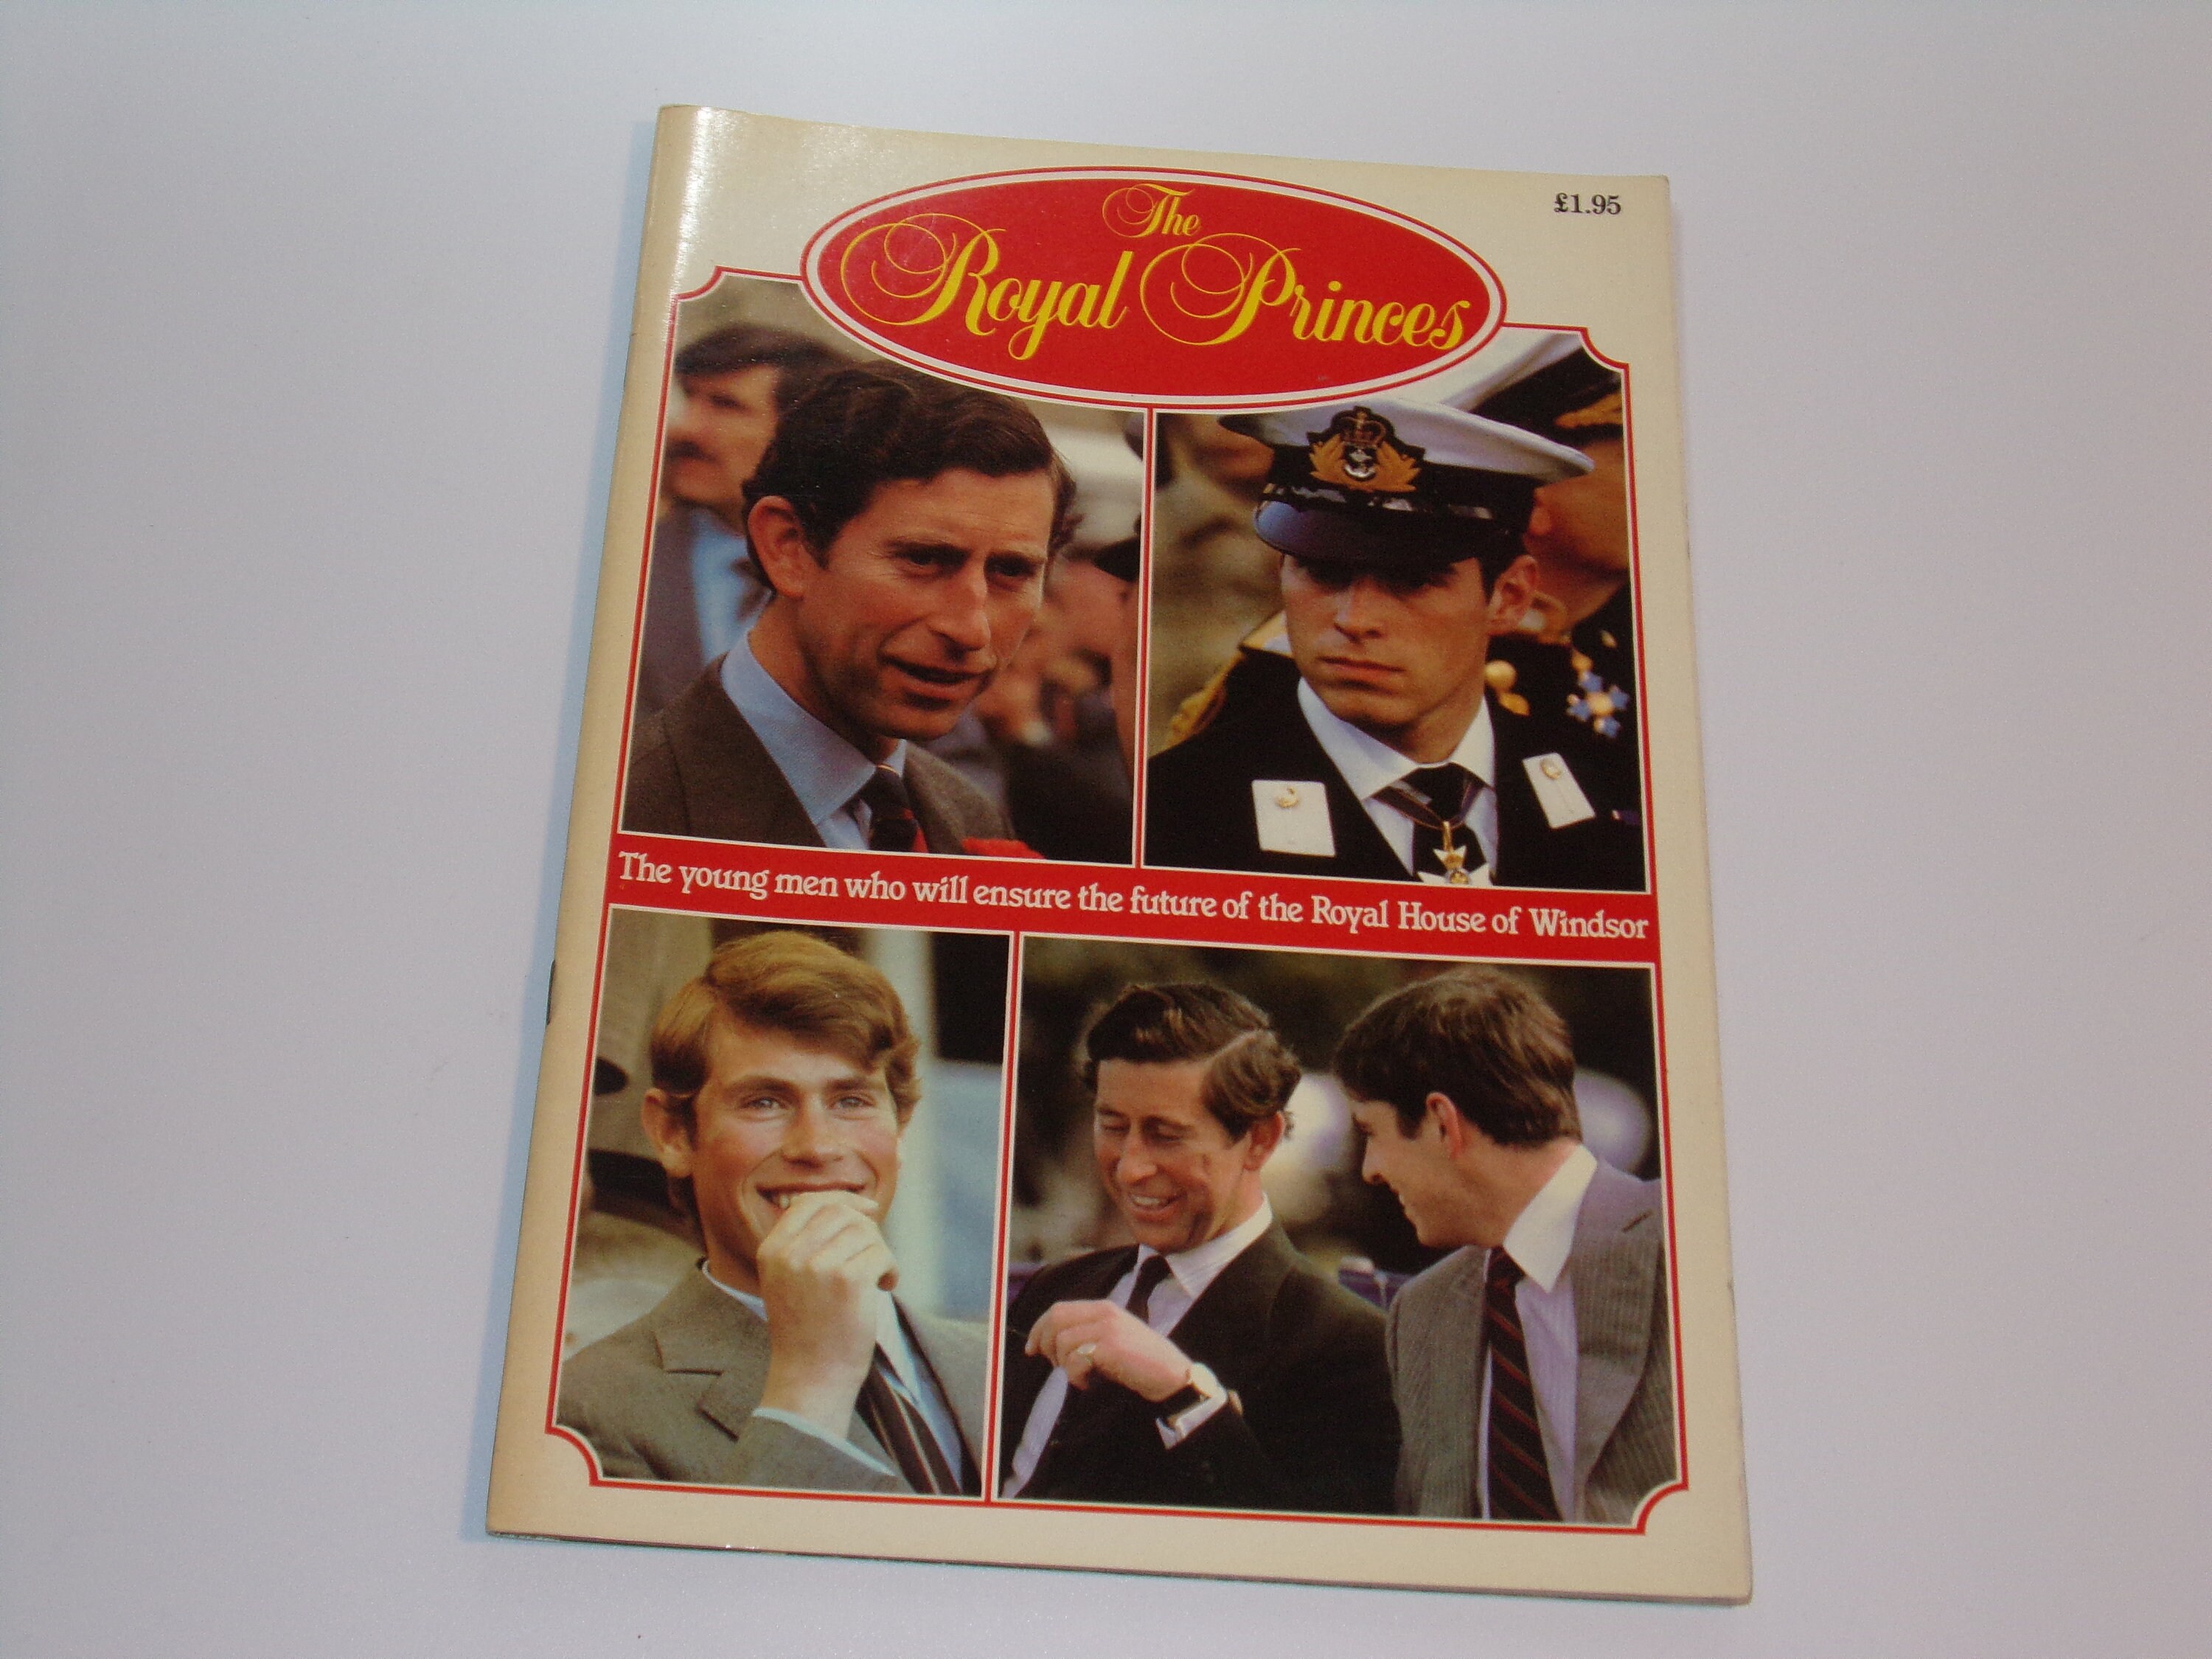 £1.95
The
Royal Princes
The young men who will ensure the future of the Royal House of Windsor